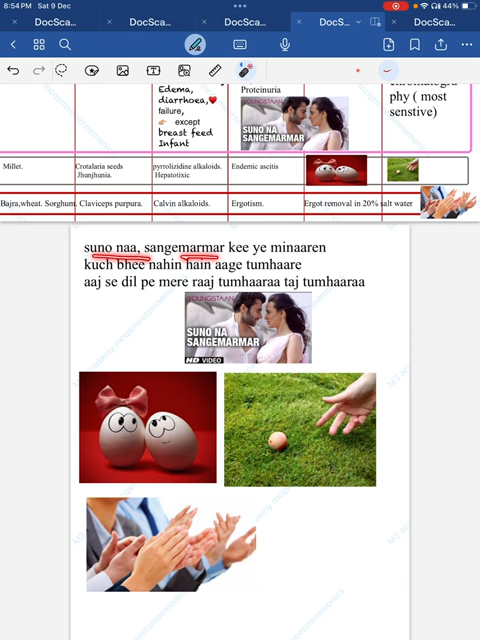 8:54 PM Sat 9 Dec
44%
DocSca...
DocSca...
DocSca...
DocS...
DocSca...
Edema,
diarrhoea,
failure,
👉 except
breast feed
Infant
Proteinuria
YOUNGISTAAN
SUNO NA
SANGEMARMAR
phy ( most
senstive)
Millet.
Crotalaria seeds
Jhunjhunia.
pyrrolizidine alkaloids.
Hepatotixic
Endemic ascitis
Bajra,wheat. Sorghum.
Claviceps purpura.
Calvin alkaloids.
Ergotism.
Ergot removal in 20% salt water
suno naa, sangemarmar kee ye minaaren
kuch bhee nahin hain aage tumhaare
aaj se dil pe mere raaj tumhaaraa taj tumhaaraa
YOUNGISTAAN
SUNO NA
SANGEMARMAR
HD VIDEO